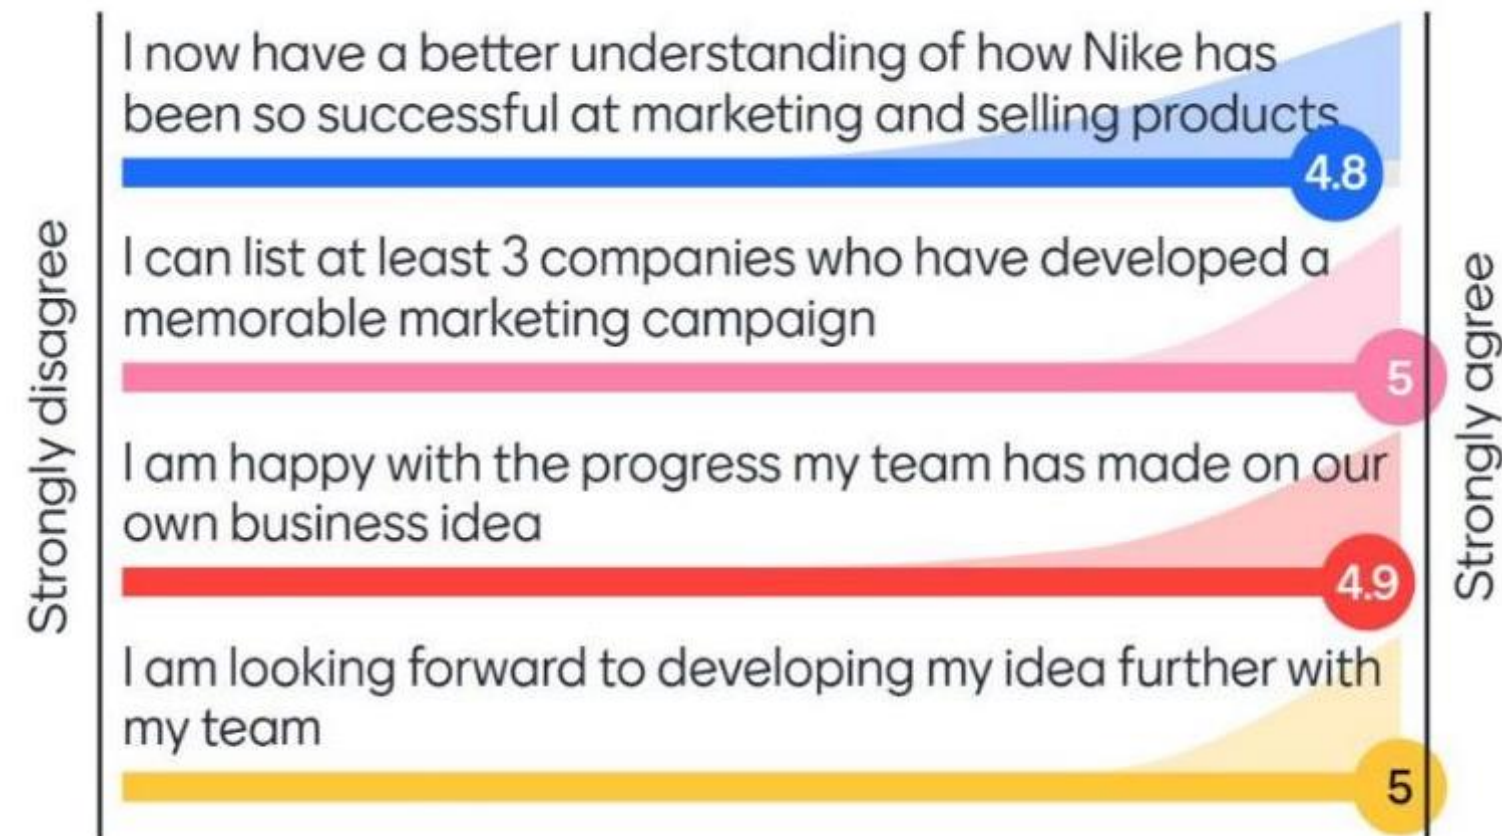 Strongly disagree
I now have a better understanding of how Nike has
been so successful at marketing and selling products
4.8
I can list at least 3 companies who have developed a
memorable marketing campaign
5
I am happy with the progress my team has made on our
own business idea
4.9
I am looking forward to developing my idea further with
my team
5
Strongly agree